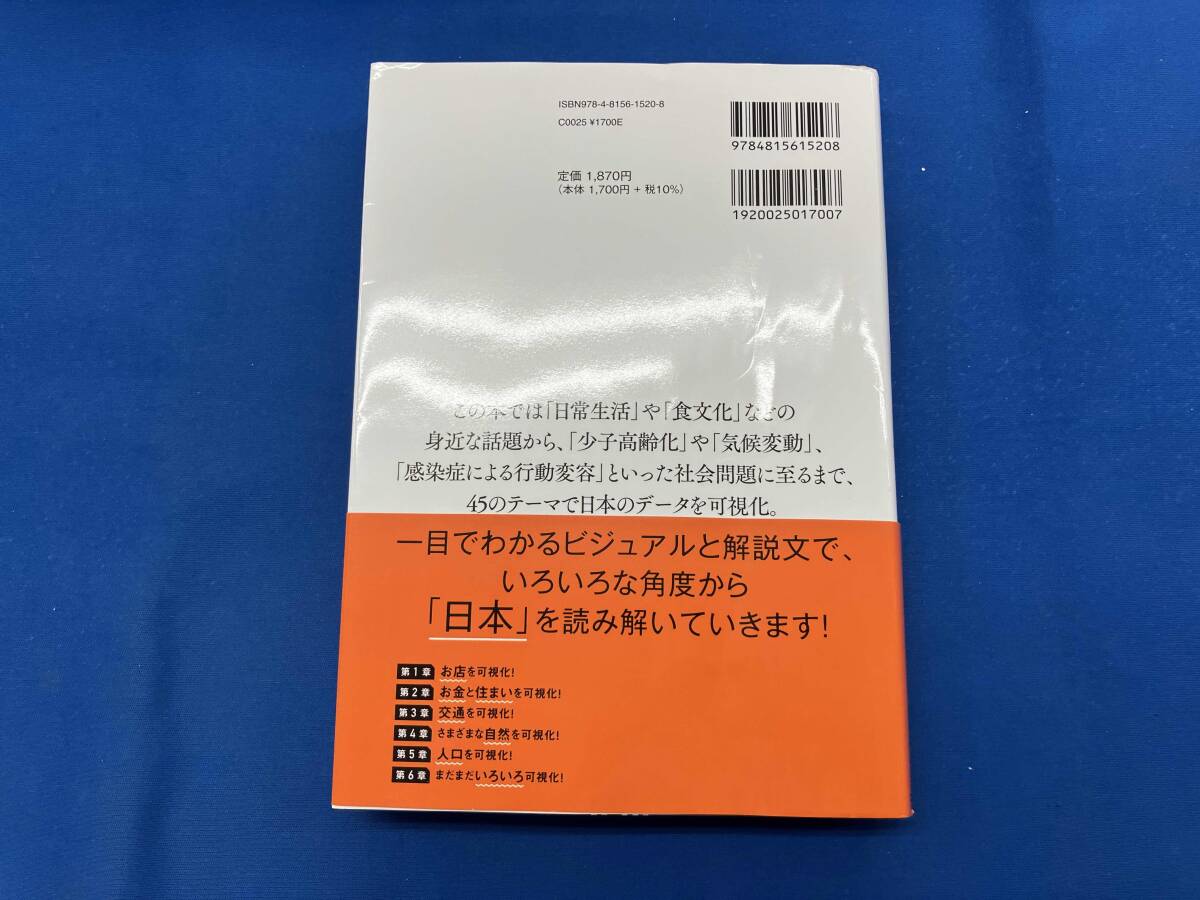 ISBN978-4-8156-1520-8
C0025 ¥1700E
9784815615208
定価 1,870円
（本体 1,700円 + 税10%）
1920025017007
この本では「日常生活」や「食文化」などの
身近な話題から、「少子高齢化」や「気候変動」、
「感染症による行動変容」といった社会問題に至るまで、
45のテーマで日本のデータを可視化。
一目でわかるビジュアルと解説文で、
いろいろな角度から
「日本」を読み解いていきます!
第1章 お店を可視化!
第2章 お金と住まいを可視化!
第3章 交通を可視化!
第4章 さまざまな自然を可視化!
第5章 人口を可視化!
第6章 まだまだいろいろ可視化!